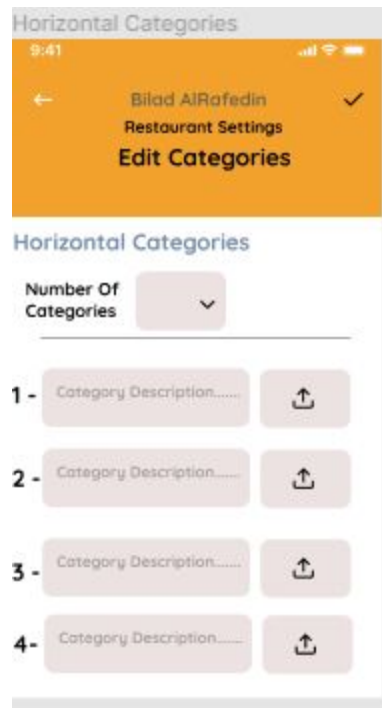 Horizontal Categories
9:41
Bilad AlRafedin
Restaurant Settings
Edit Categories
Horizontal Categories
Number Of
Categories
1 - Category Description.......
2 - Category Description.......
3 - Category Description.......
4- Category Description.......